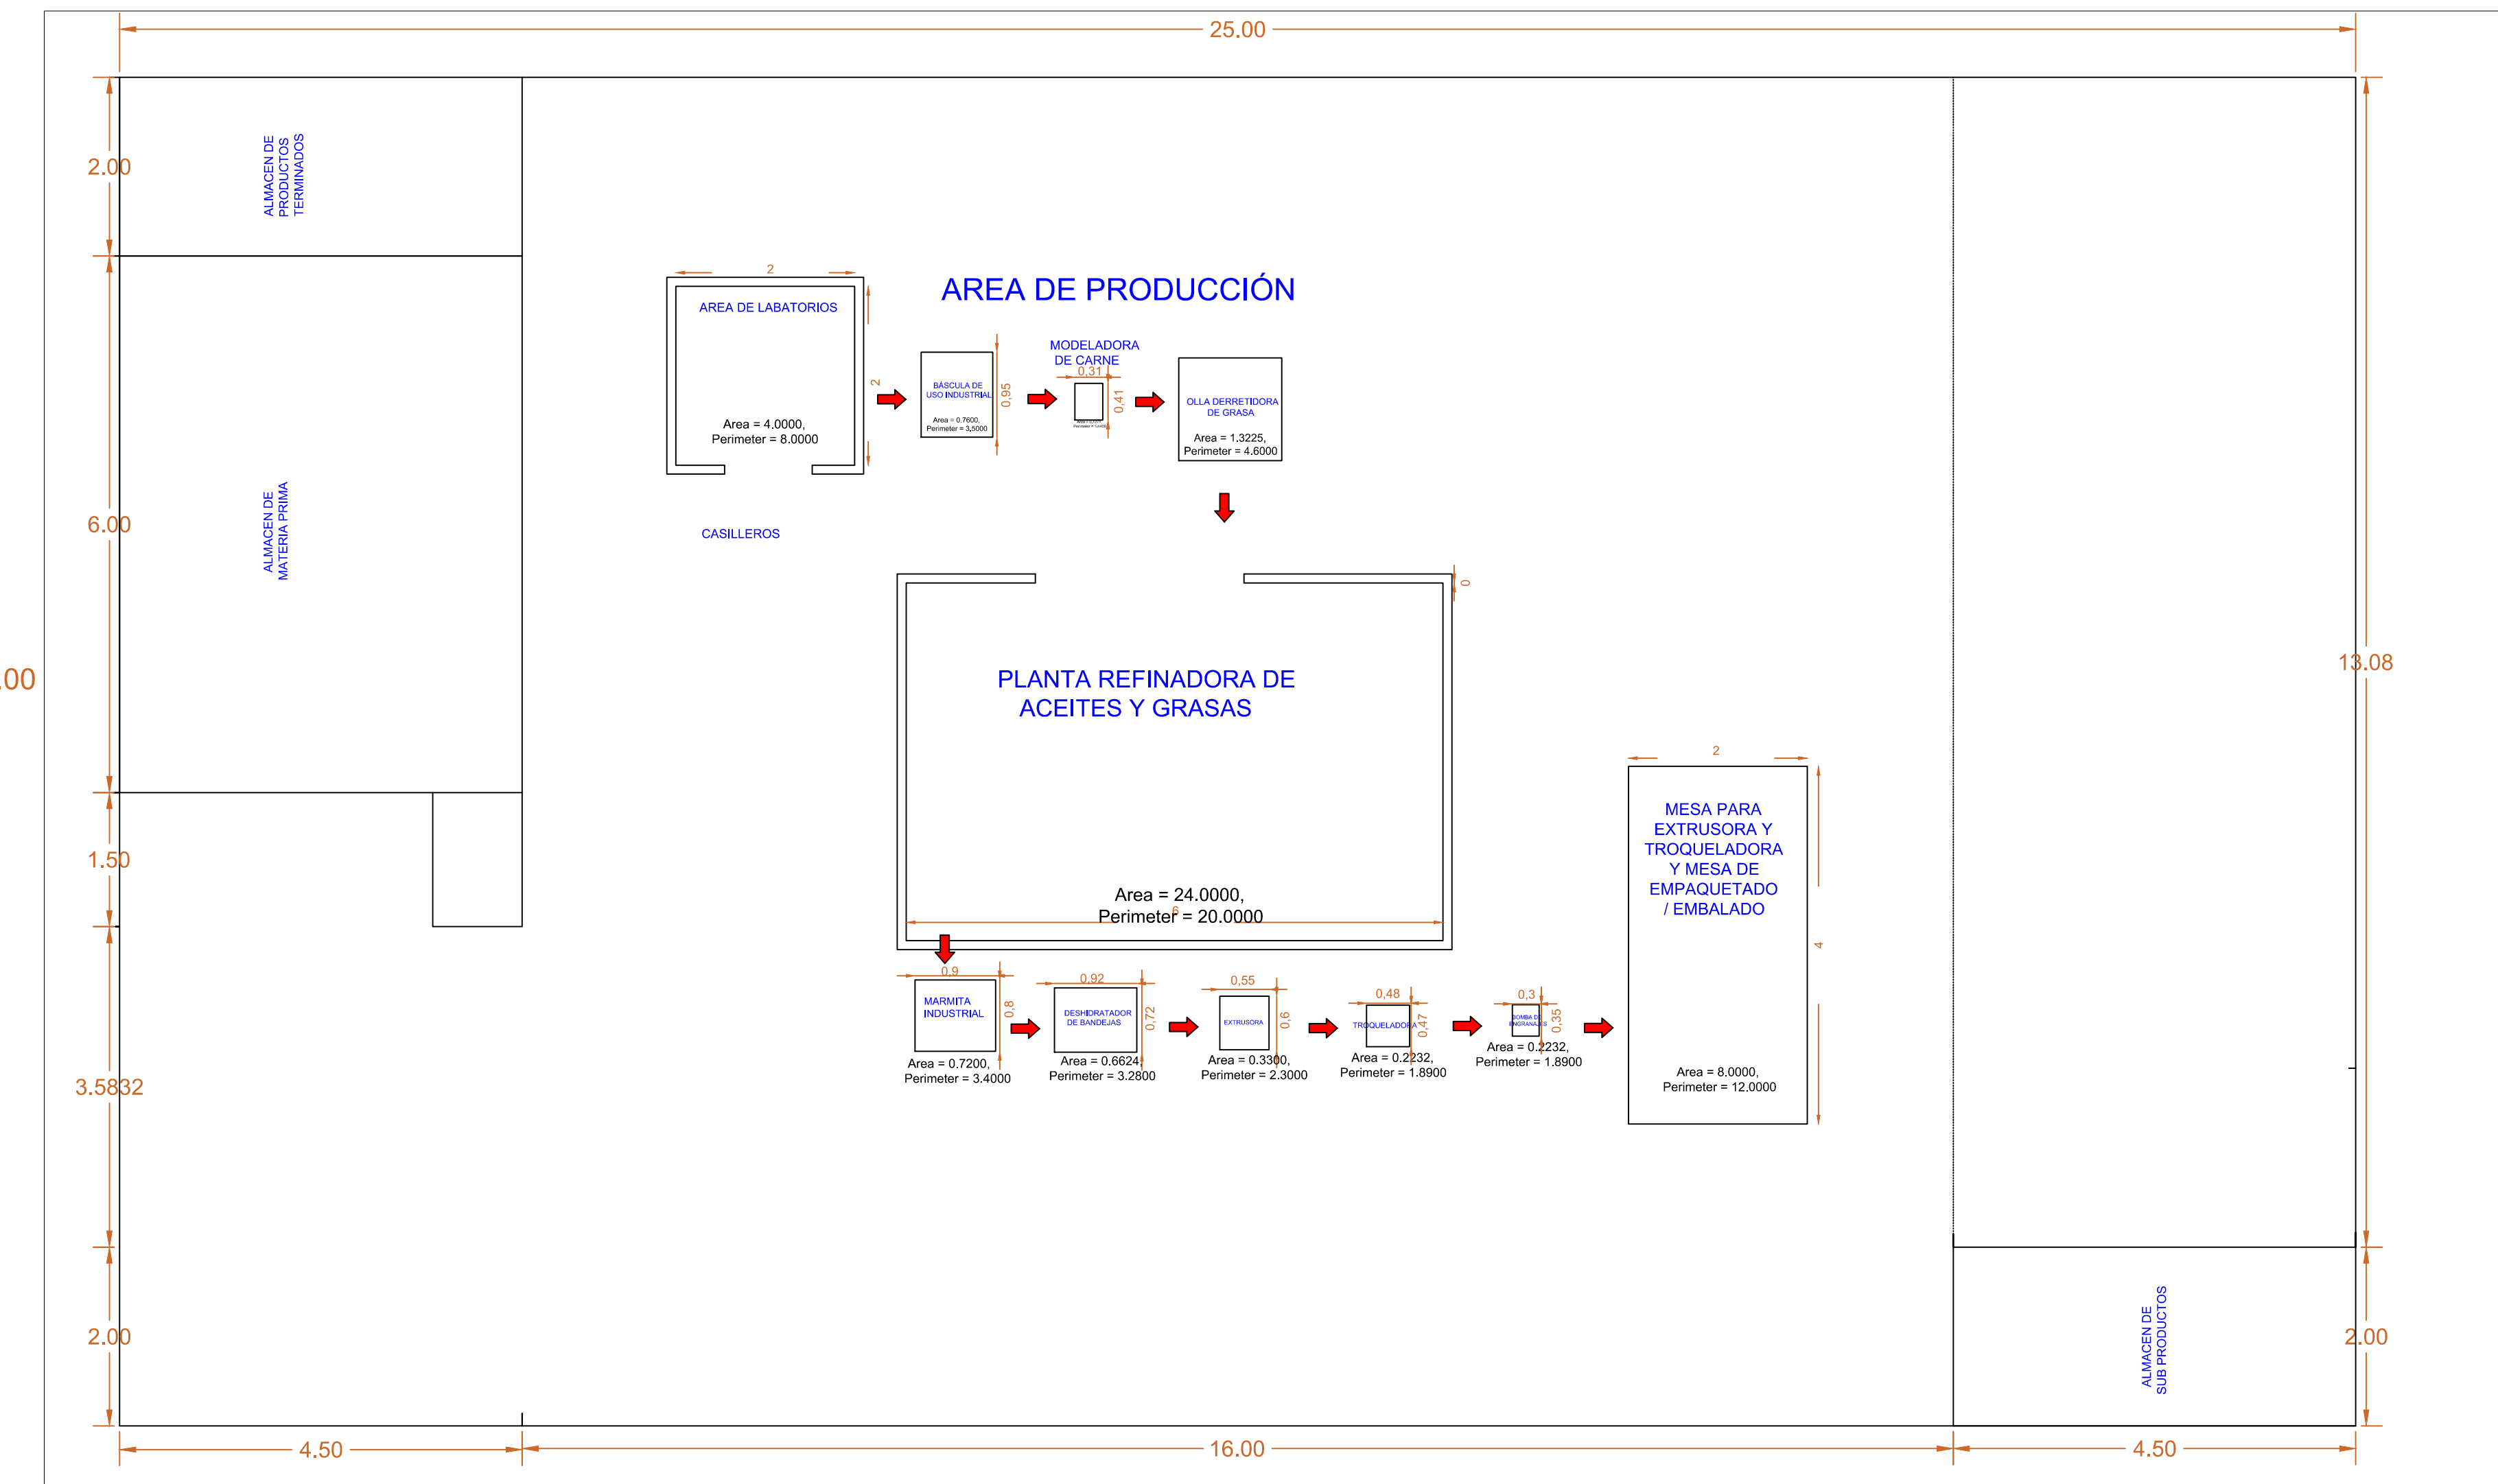 25.00
2.00
ALMACEN DE
PRODUCTOS
TERMINADOS
2
AREA DE LABATORIOS
2
Area = 4.0000,
Perimeter = 8.0000
AREA DE PRODUCCIÓN
BÁSCULA DE
USO INDUSTRIAL
0,95
Area = 0.7600,
Perimeter = 3.5000
MODELADORA
DE CARNE
0,31
0,41
OLLA DERRETIDORA
DE GRASA
Area = 1.3225,
Perimeter = 4.6000
6.00
ALMACEN DE
MATERIA PRIMA
CASILLEROS
0
.00
PLANTA REFINADORA DE
ACEITES Y GRASAS
13.08
Area = 24.0000,
Perimeter = 20.0000
6
2
MESA PARA
EXTRUSORA Y
TROQUELADORA
Y MESA DE
EMPAQUETADO
/ EMBALADO
4
Area = 8.0000,
Perimeter = 12.0000
1.50
0,9
MARMITA
INDUSTRIAL
0,8
Area = 0.7200,
Perimeter = 3.4000
0,92
DESHIDRATADOR
DE BANDEJAS
0,72
Area = 0.6624,
Perimeter = 3.2800
0,55
EXTRUSORA
0,6
Area = 0.3300,
Perimeter = 2.3000
0,48
TROQUELADORA
0,47
Area = 0.2232,
Perimeter = 1.8900
0,3
BOMBA DE
ENGRANAJES
0,35
Area = 0.2232,
Perimeter = 1.8900
3.5832
2.00
ALMACEN DE
SUB PRODUCTOS
2.00
4.50
16.00
4.50